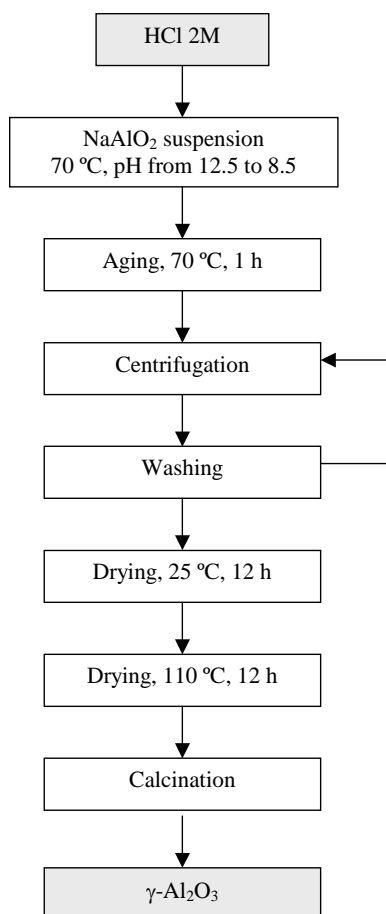 HCl 2M
NaAlO₂ suspension
70 ºC, pH from 12.5 to 8.5
Aging, 70 ºC, 1 h
Centrifugation
Washing
Drying, 25 ºC, 12 h
Drying, 110 ºC, 12 h
Calcination
γ-Al₂O₃